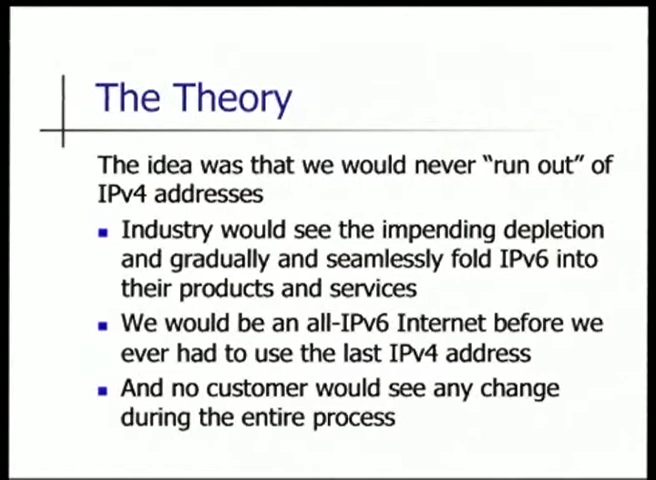 The Theory
The idea was that we would never “run out” of
IPv4 addresses
Industry would see the impending depletion
and gradually and seamlessly fold IPv6 into
their products and services
We would be an all-IPv6 Internet before we
ever had to use the last IPv4 address
And no customer would see any change
during the entire process